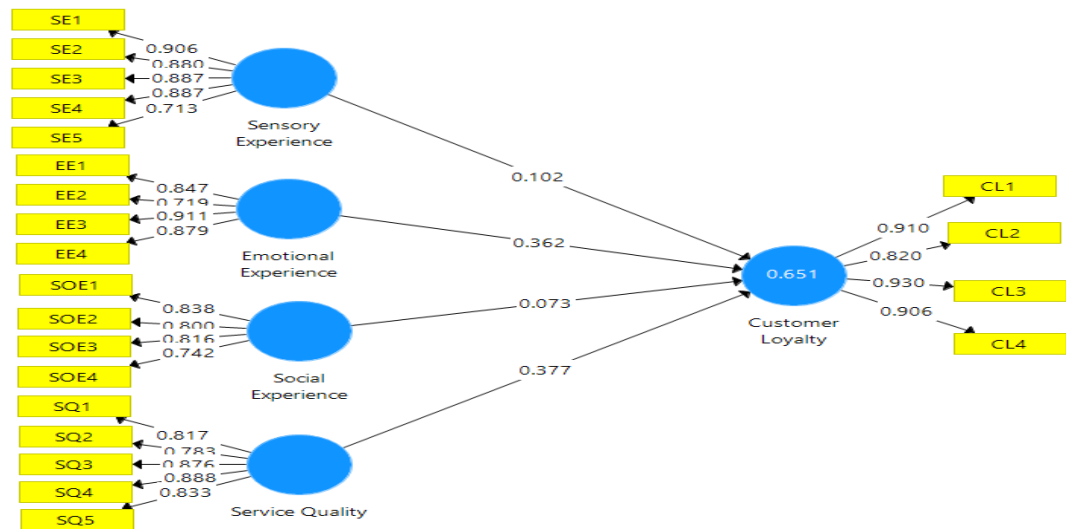 SE1
SE2
SE3
SE4
SE5
0.906
0.880
0.887
0.887
0.713
Sensory
Experience
EE1
EE2
EE3
EE4
0.847
0.719
0.911
0.879
Emotional
Experience
SOE1
SOE2
SOE3
SOE4
0.838
0.800
0.816
0.742
Social
Experience
SQ1
SQ2
SQ3
SQ4
SQ5
0.817
0.783
0.876
0.888
0.833
Service Quality
0.102
0.362
0.073
0.377
0.651
Customer
Loyalty
0.910
0.820
0.930
0.906
CL1
CL2
CL3
CL4